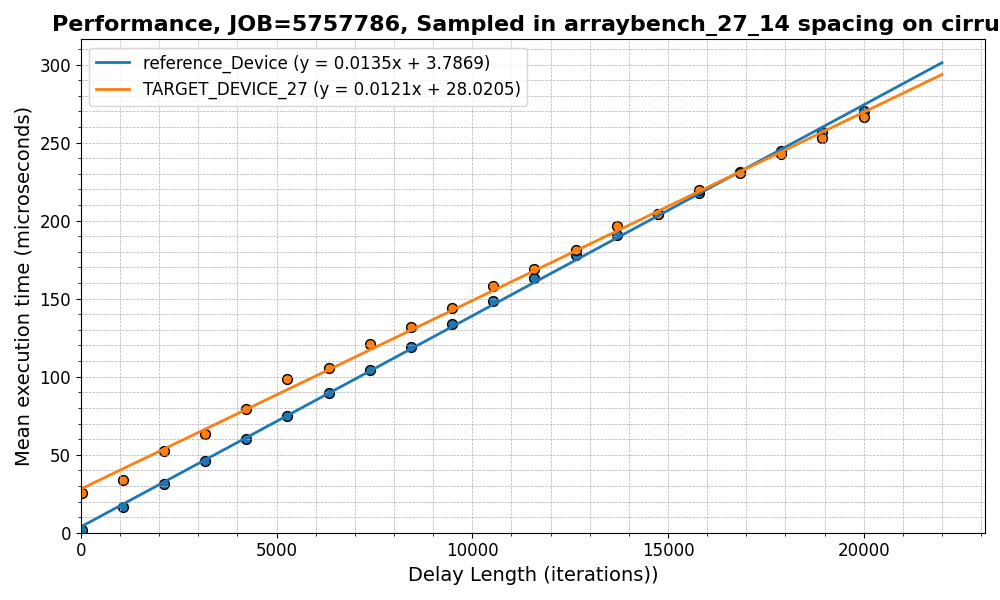 Performance, JOB=5757786, Sampled in arraybench_27_14 spacing on cirru
reference_Device (y = 0.0135x + 3.7869)
TARGET_DEVICE_27 (y = 0.0121x + 28.0205)
Mean execution time (microseconds)
300
250
200
150
100
50
0
0 5000 10000 15000 20000
Delay Length (iterations))